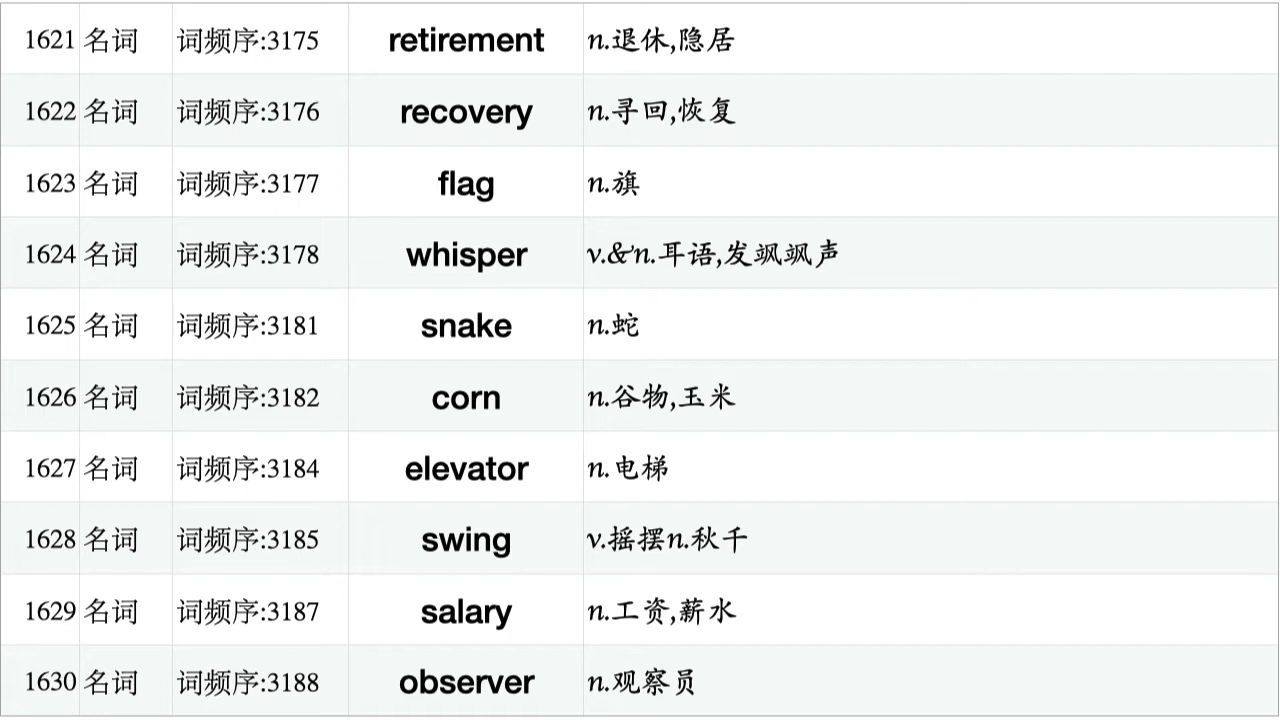 1621 名词 词频序:3175 retirement n.退休,隐居
1622 名词 词频序:3176 recovery n.寻回,恢复
1623 名词 词频序:3177 flag n.旗
1624 名词 词频序:3178 whisper v.&n.耳语,发飒飒声
1625 名词 词频序:3181 snake n.蛇
1626 名词 词频序:3182 corn n.谷物,玉米
1627 名词 词频序:3184 elevator n.电梯
1628 名词 词频序:3185 swing v.摇摆n.秋千
1629 名词 词频序:3187 salary n.工资,薪水
1630 名词 词频序:3188 observer n.观察员